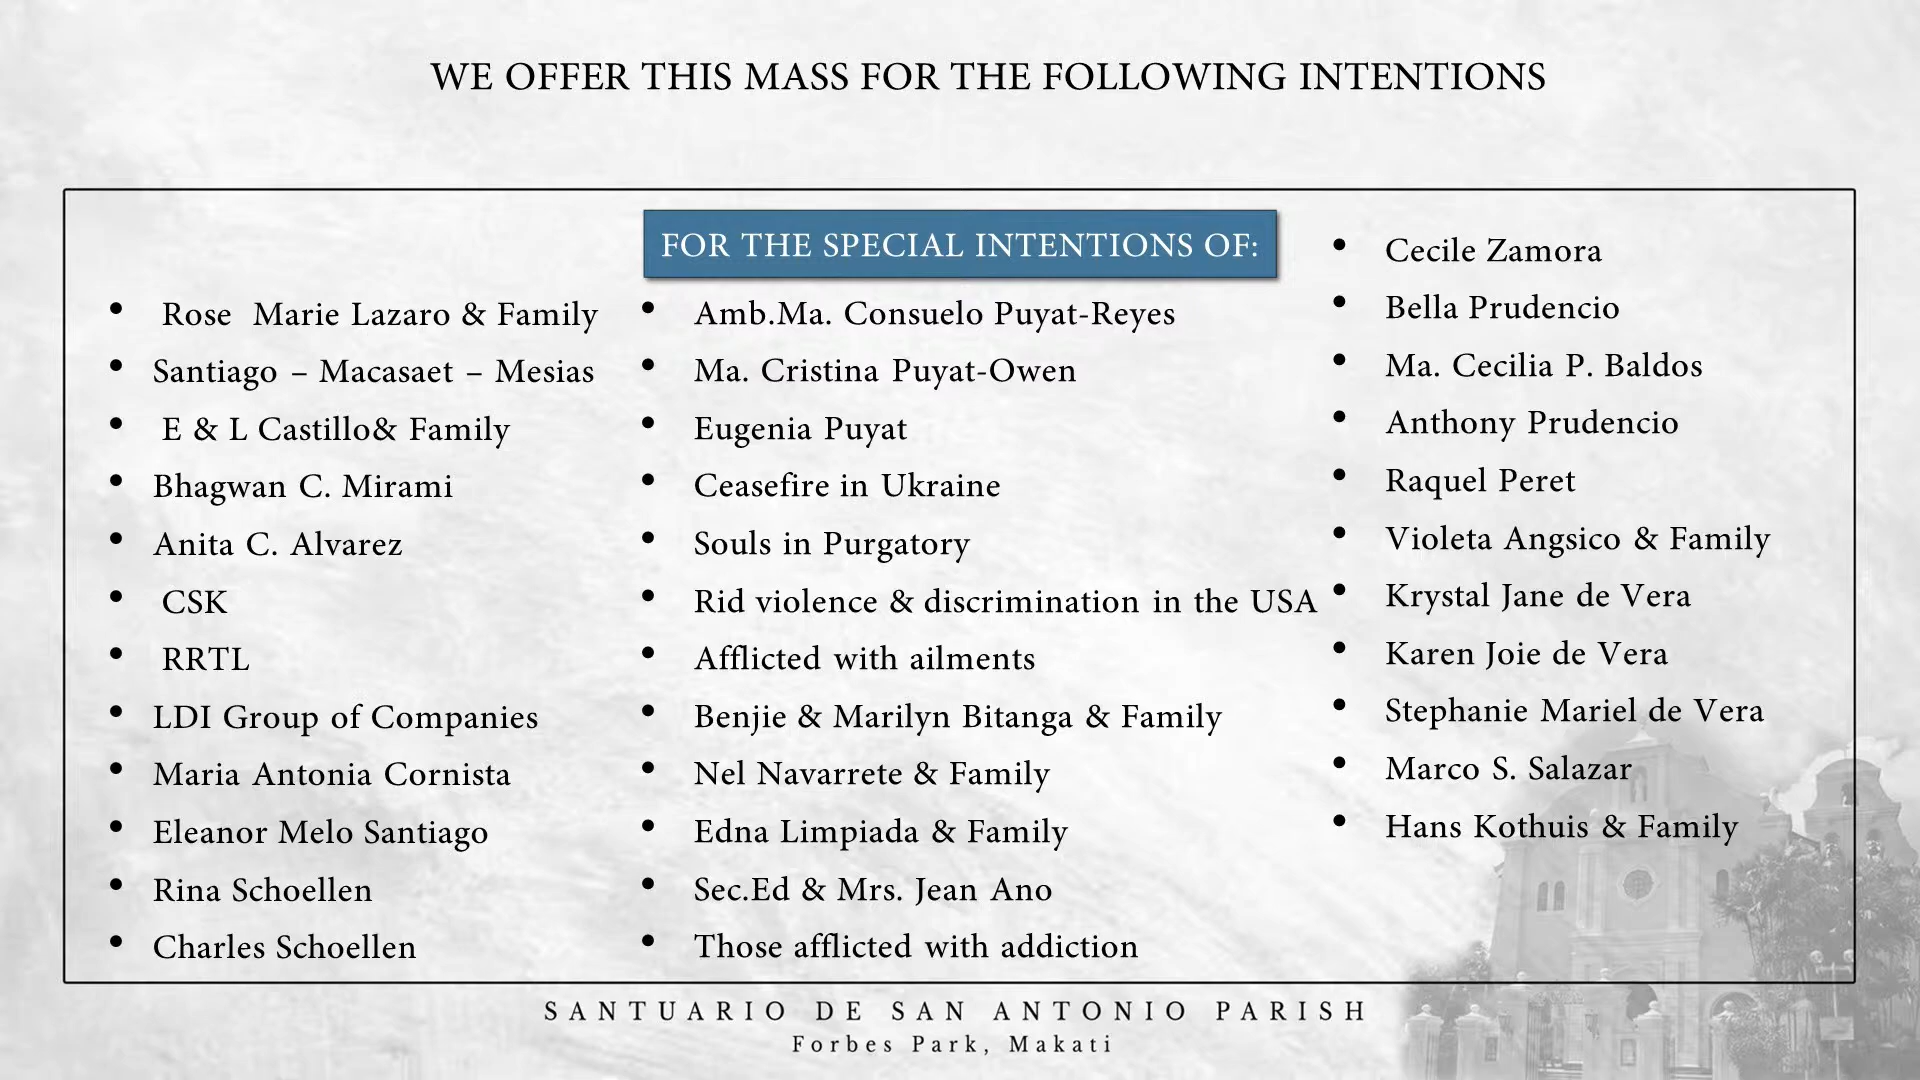 WE OFFER THIS MASS FOR THE FOLLOWING INTENTIONS
FOR THE SPECIAL INTENTIONS OF:
• Rose  Marie Lazaro & Family
• Santiago – Macasaet – Mesias
• E & L Castillo& Family
• Bhagwan C. Mirami
• Anita C. Alvarez
• CSK
• RRTL
• LDI Group of Companies
• Maria Antonia Cornista
• Eleanor Melo Santiago
• Rina Schoellen
• Charles Schoellen
• Amb.Ma. Consuelo Puyat-Reyes
• Ma. Cristina Puyat-Owen
• Eugenia Puyat
• Ceasefire in Ukraine
• Souls in Purgatory
• Rid violence & discrimination in the USA
• Afflicted with ailments
• Benjie & Marilyn Bitanga & Family
• Nel Navarrete & Family
• Edna Limpiada & Family
• Sec.Ed & Mrs. Jean Ano
• Those afflicted with addiction
• Cecile Zamora
• Bella Prudencio
• Ma. Cecilia P. Baldos
• Anthony Prudencio
• Raquel Peret
• Violeta Angsico & Family
• Krystal Jane de Vera
• Karen Joie de Vera
• Stephanie Mariel de Vera
• Marco S. Salazar
• Hans Kothuis & Family
SANTUARIO DE SAN ANTONIO PARISH
Forbes Park, Makati